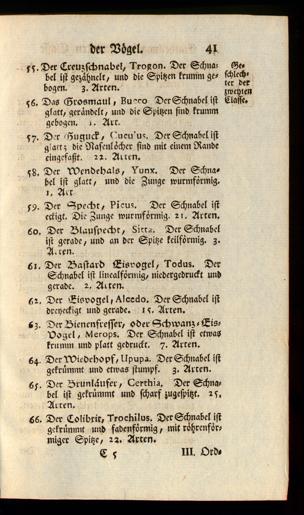 der Vögel. 41
55. Der Creuzschnabel, Trogon. Der Schna-
bel ist gezähnelt, und die Spitzen krumm ge-
bogen. 3. Arten.
Ge-
schlech-
ter der
zweyten
Classe.
56. Das Grosmaul, Bucco Der Schnabel ist
glatt, gerändelt, und die Spitzen sind krumm
gebogen. 1. Art.
57. Der Guguck, Cuculus. Der Schnabel ist
glatt; die Nasenlöcher sind mit einem Rande
eingefaßt. 22. Arten.
58. Der Wendehals, Yunx. Der Schna-
bel ist glatt, und die Zunge wurmförmig.
1. Art.
59. Der Specht, Picus. Der Schnabel ist
eckigt. Die Zunge wurmförmig. 21. Arten.
60. Der Blauspecht, Sitta. Der Schnabel
ist gerade, und an der Spitze keilförmig. 3.
Arten.
61. Der Bastard Eisvogel, Todus. Der
Schnabel ist linealförmig, niedergedruckt und
gerade. 2. Arten.
62. Der Eisvogel, Alcedo. Der Schnabel ist
dreyeckigt und gerade. 15. Arten.
63. Der Bienenfresser, oder Schwanz-Eis-
Vogel, Merops. Der Schnabel ist etwas
krumm und platt gedruckt. 7. Arten.
64. Der Wiedehopf, Upupa. Der Schnabel ist
gekrümmt und etwas stumpf. 3. Arten.
65. Der Brunläufer, Certhia. Der Schna-
bel ist gekrümmt und scharf zugespitzt. 25.
Arten.
66. Der Colibrit, Trochilus. Der Schnabel ist
gekrümmt und fadenförmig, mit röhrenför-
miger Spitze, 22. Arten.
C 5 III. Ord-